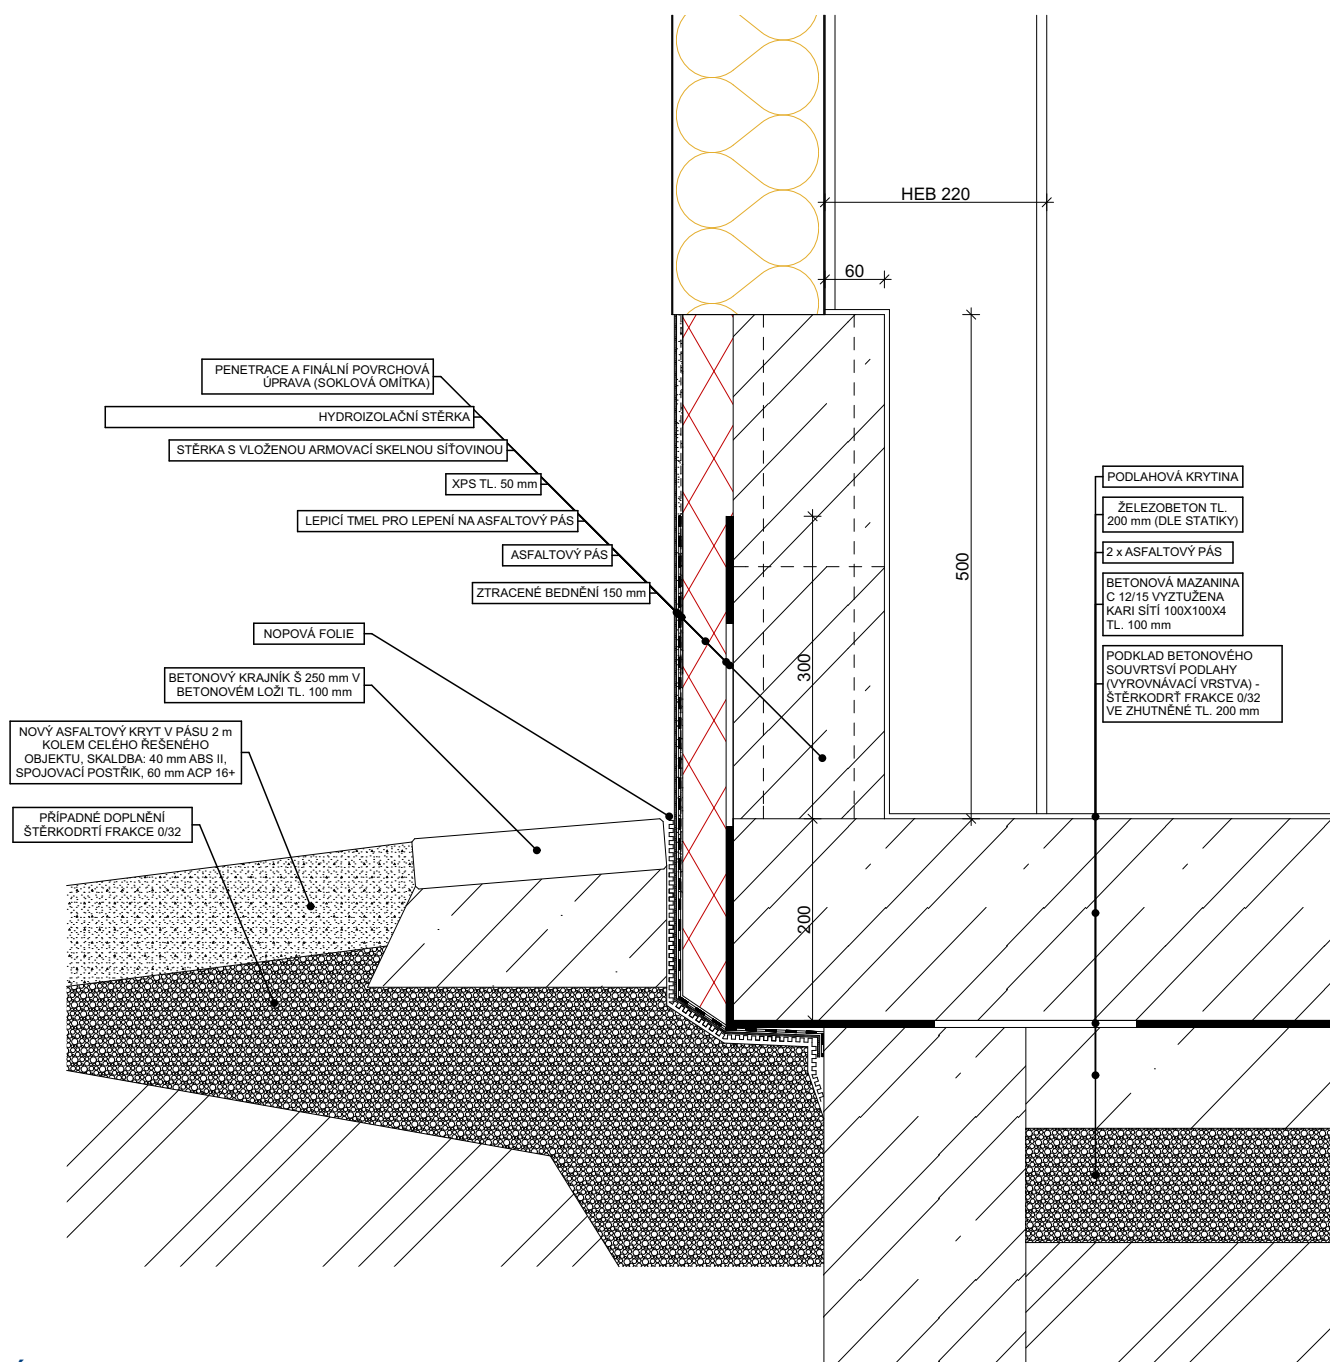 HEB 220
60
PENETRACE A FINÁLNÍ POVRCHOVÁ
ÚPRAVA (SOKLOVÁ OMÍTKA)
HYDROIZOLAČNÍ STĚRKA
STĚRKA S VLOŽENOU ARMOVACÍ SKELNOU SÍŤOVINOU
XPS TL. 50 mm
LEPICÍ TMEL PRO LEPENÍ NA ASFALTOVÝ PÁS
ASFALTOVÝ PÁS
ZTRACENÉ BEDNĚNÍ 150 mm
NOPOVÁ FOLIE
BETONOVÝ KRAJNÍK Š 250 mm V
BETONOVÉM LOŽI TL. 100 mm
NOVÝ ASFALTOVÝ KRYT V PÁSU 2 m
KOLEM CELÉHO ŘEŠENÉHO
OBJEKTU, SKALDBA: 40 mm ABS II,
SPOJOVACÍ POSTŘIK, 60 mm ACP 16+
PŘÍPADNÉ DOPLNĚNÍ
ŠTĚRKODRTÍ FRAKCE 0/32
500
300
200
PODLAHOVÁ KRYTINA
ŽELEZOBETON TL.
200 mm (DLE STATIKY)
2 x ASFALTOVÝ PÁS
BETONOVÁ MAZANINA
C 12/15 VYZTUŽENA
KARI SÍTÍ 100X100X4
TL. 100 mm
PODKLAD BETONOVÉHO
SOUVRTSVÍ PODLAHY
(VYROVNÁVACÍ VRSTVA) -
ŠTĚRKODRŤ FRAKCE 0/32
VE ZHUTNĚNÉ TL. 200 mm